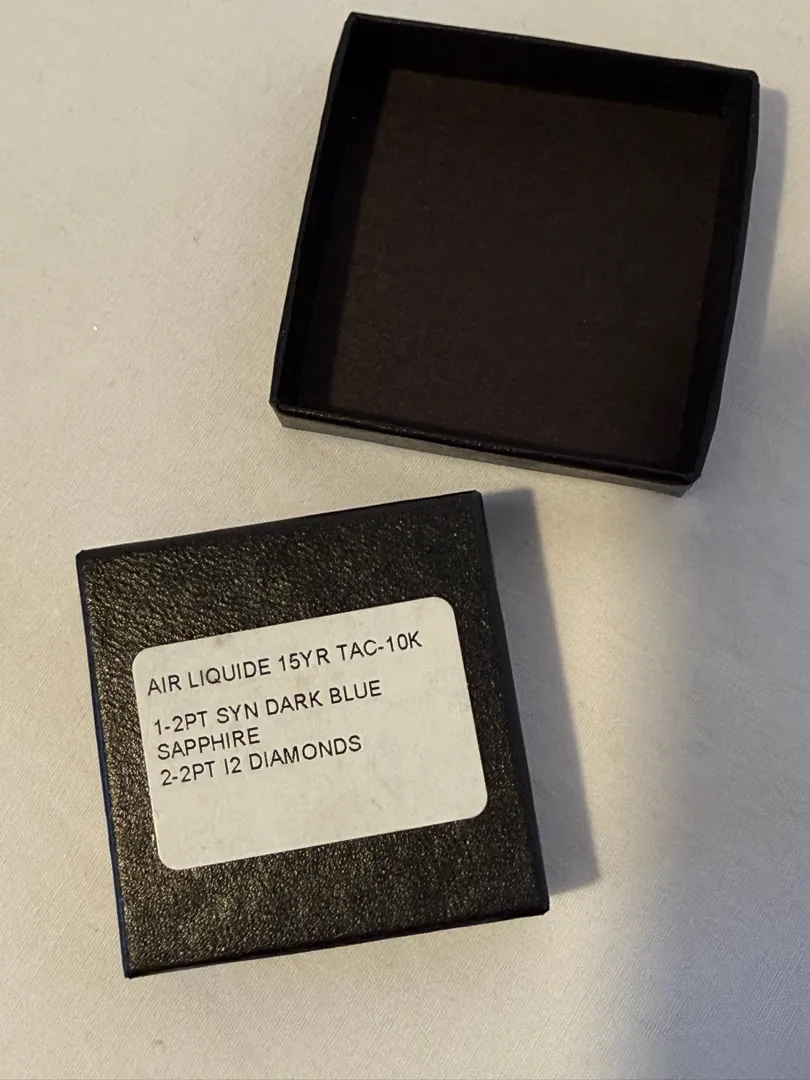 AIR LIQUIDE 15YR TAC-10K
1-2PT SYN DARK BLUE
SAPPHIRE
2-2PT I2 DIAMONDS